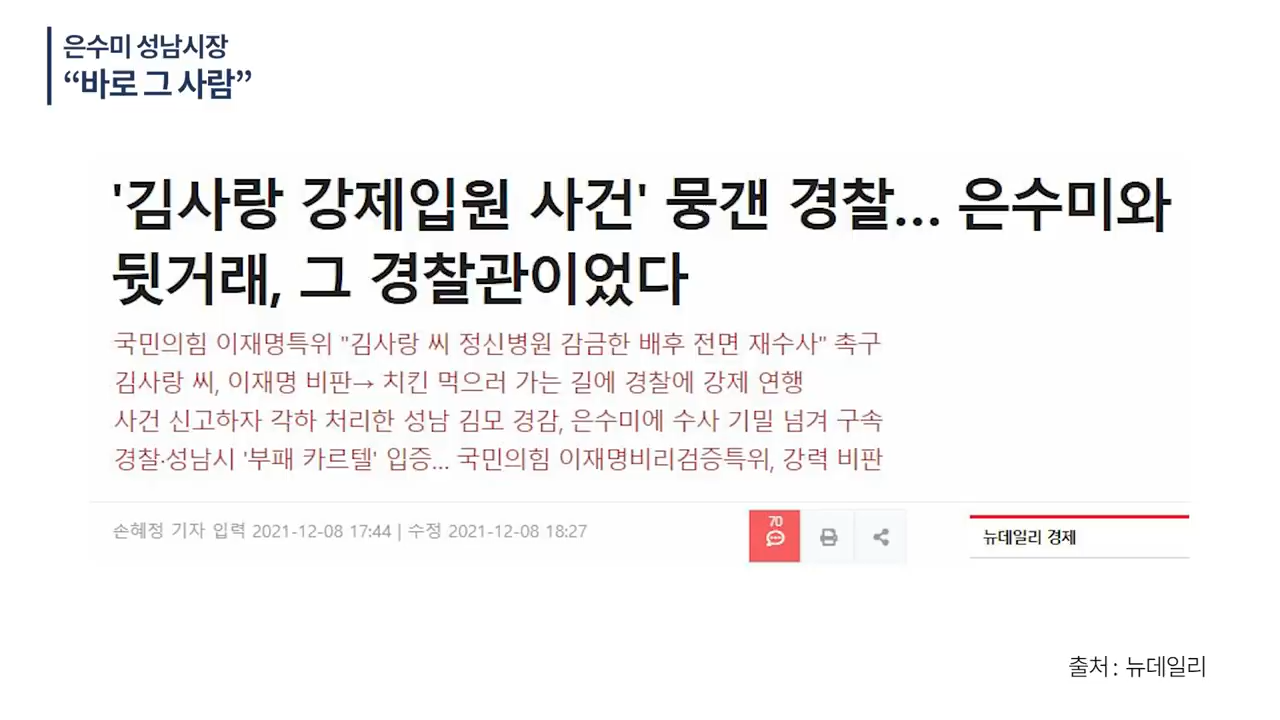 은수미 성남시장
“바로 그 사람”
'김사랑 강제입원 사건' 뭉갠 경찰... 은수미와
뒷거래, 그 경찰관이었다
국민의힘 이재명특위 "김사랑 씨 정신병원 감금한 배후 전면 재수사" 촉구
김사랑 씨, 이재명 비판→ 치킨 먹으러 가는 길에 경찰에 강제 연행
사건 신고하자 각하 처리한 성남 김모 경감, 은수미에 수사 기밀 넘겨 구속
경찰·성남시 '부패 카르텔' 입증... 국민의힘 이재명비리검증특위, 강력 비판
손혜정 기자 입력 2021-12-08 17:44 | 수정 2021-12-08 18:27
70
뉴데일리 경제
출처 : 뉴데일리